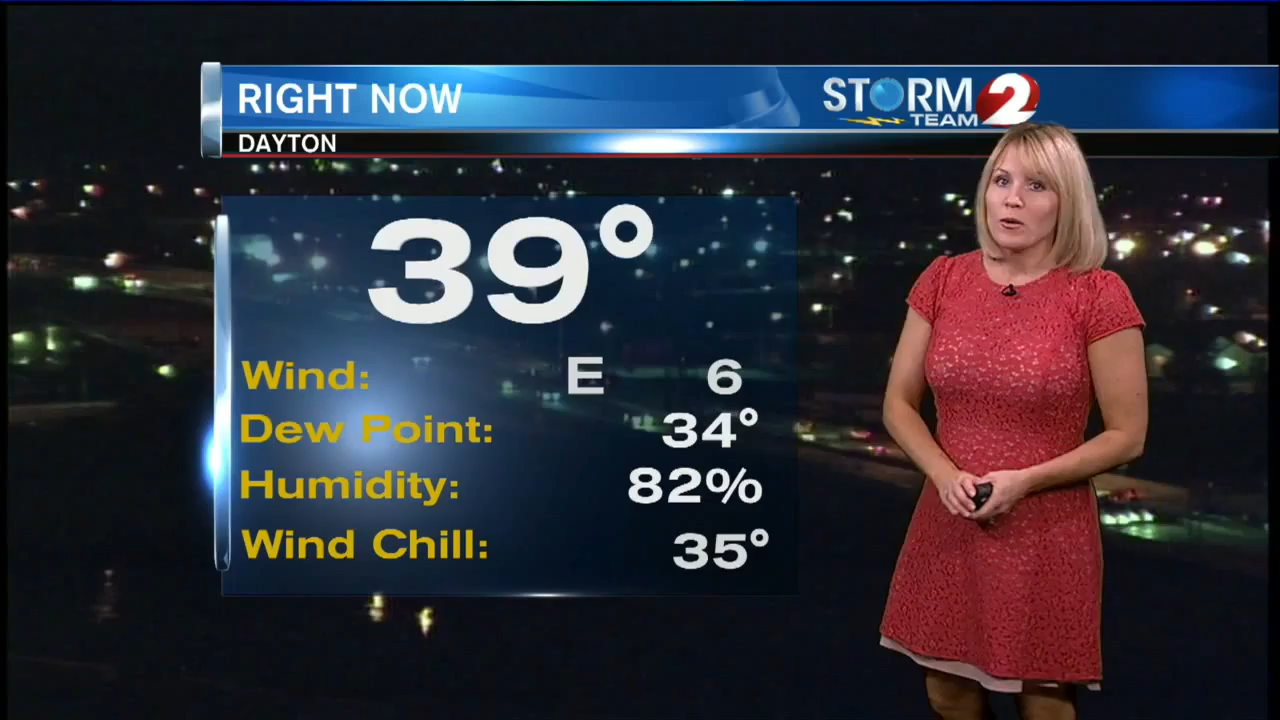 RIGHT NOW
STORM
TEAM 2
DAYTON
39°
Wind: E 6
Dew Point: 34°
Humidity: 82%
Wind Chill: 35°